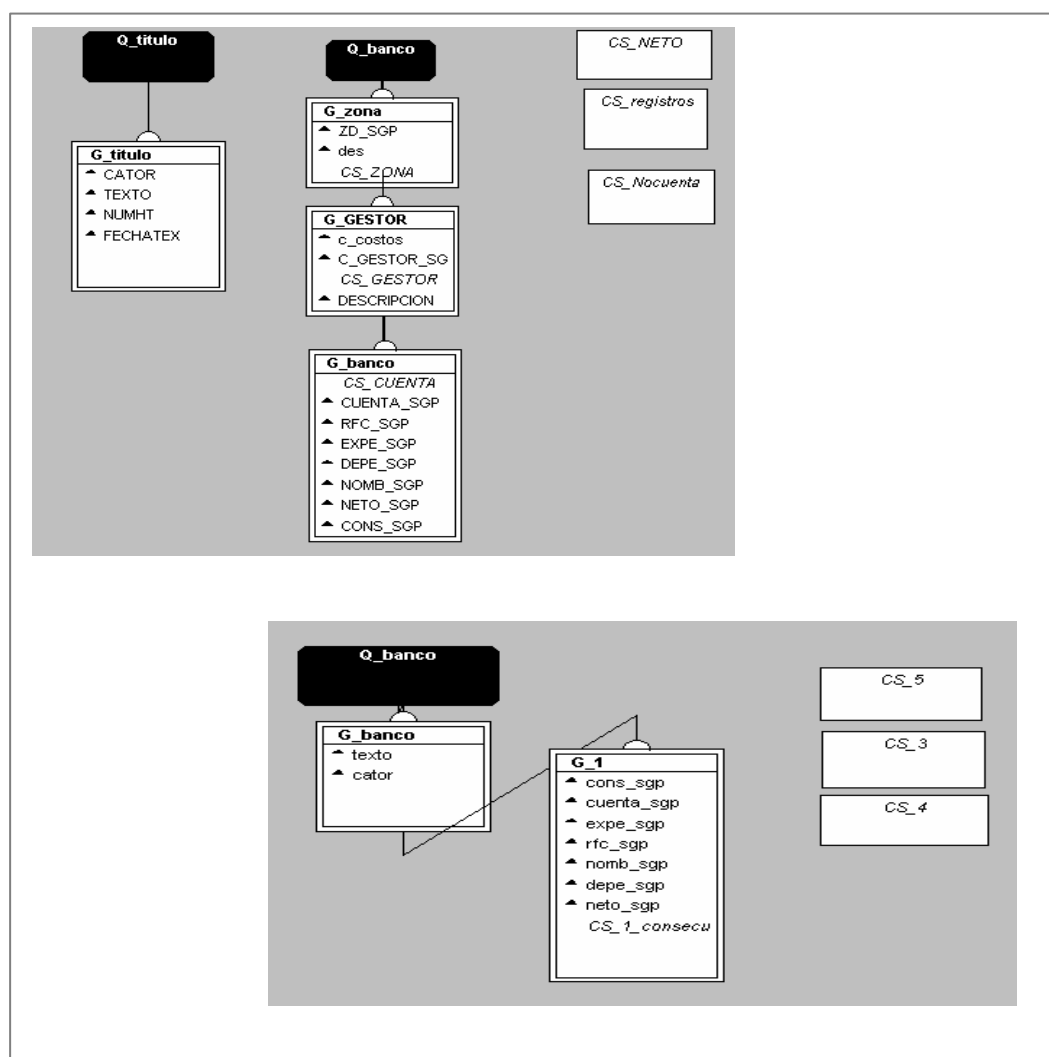 Q_titulo
G_titulo
CATOR
TEXTO
NUMHT
FECHATEX
Q_banco
G_zona
ZD_SGP
des
CS_ZONA
G_GESTOR
c_costos
C_GESTOR_SG
CS_GESTOR
DESCRIPCION
G_banco
CS_CUENTA
CUENTA_SGP
RFC_SGP
EXPE_SGP
DEPE_SGP
NOMB_SGP
NETO_SGP
CONS_SGP
CS_NETO
CS_registros
CS_Nocuenta
Q_banco
G_banco
texto
cator
G_1
cons_sgp
cuenta_sgp
expe_sgp
rfc_sgp
nomb_sgp
depe_sgp
neto_sgp
CS_1_consecu
CS_5
CS_3
CS_4